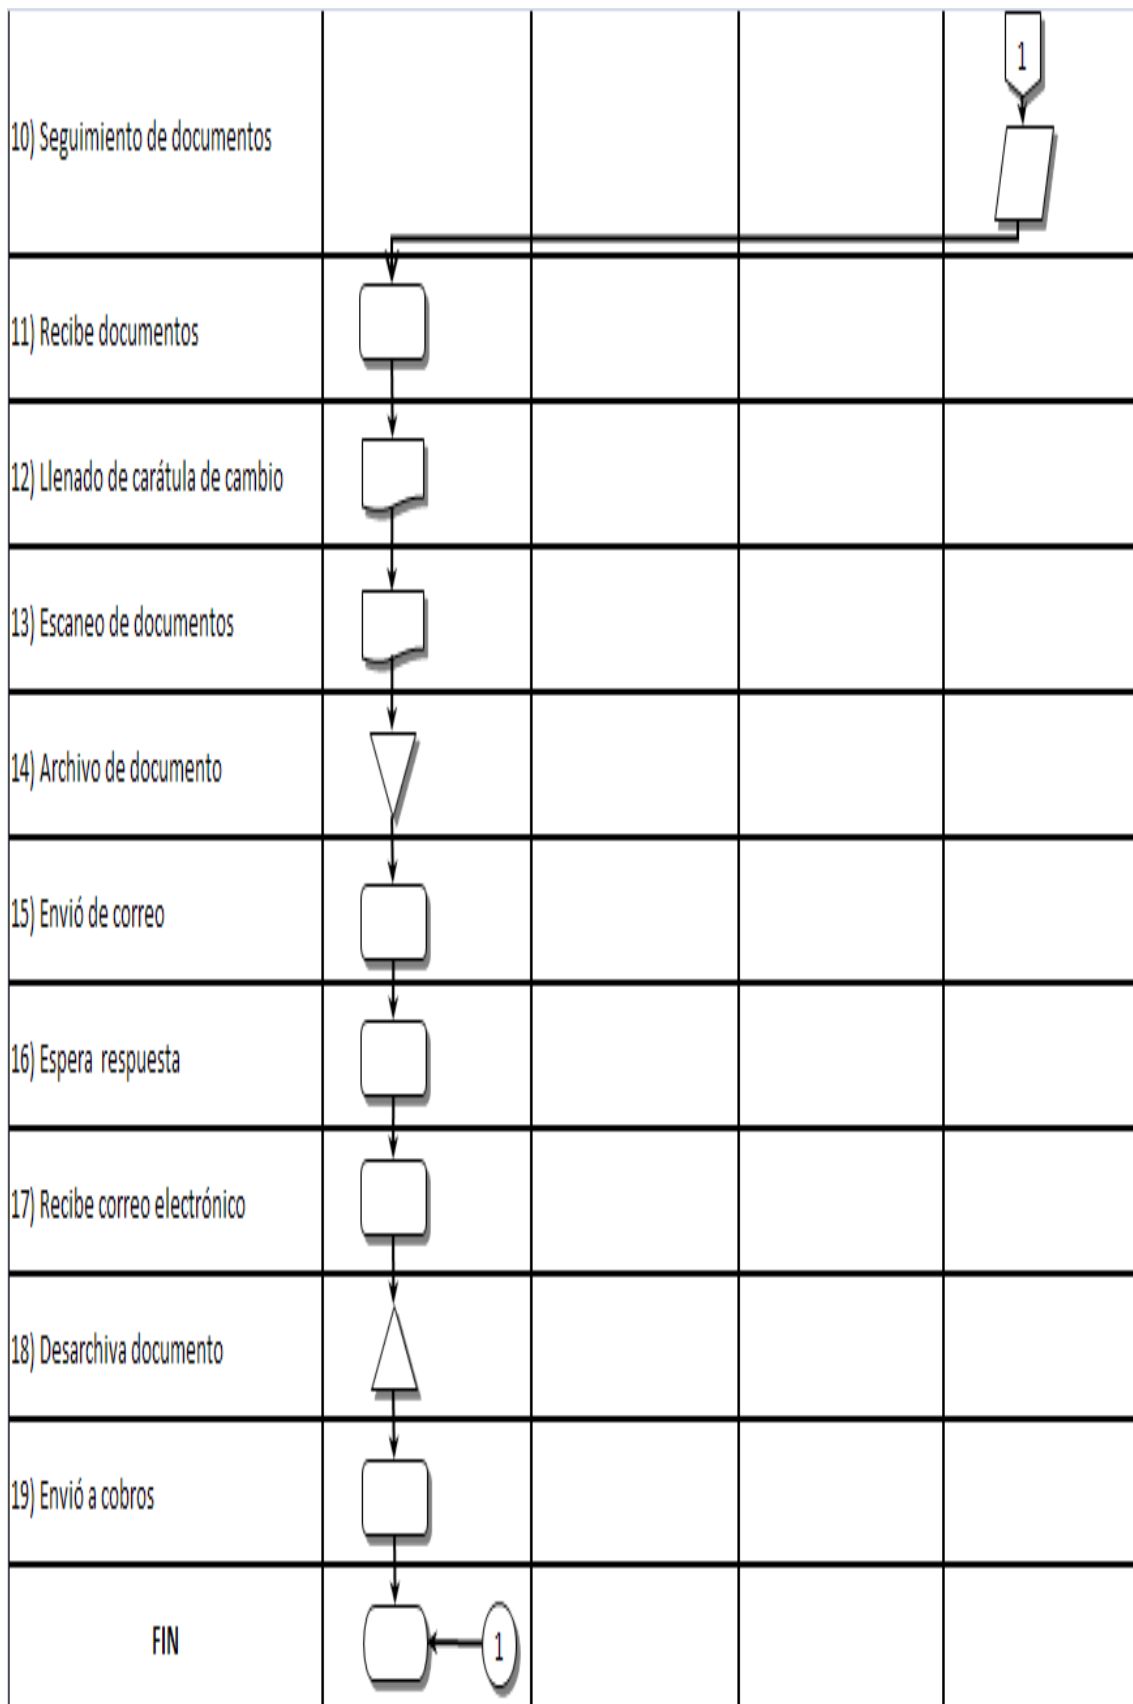 1
10) Seguimiento de documentos
11) Recibe documentos
12) Llenado de carátula de cambio
13) Escaneo de documentos
14) Archivo de documento
15) Envió de correo
16) Espera  respuesta
17) Recibe correo electrónico
18) Desarchiva documento
19) Envió a cobros
FIN
1